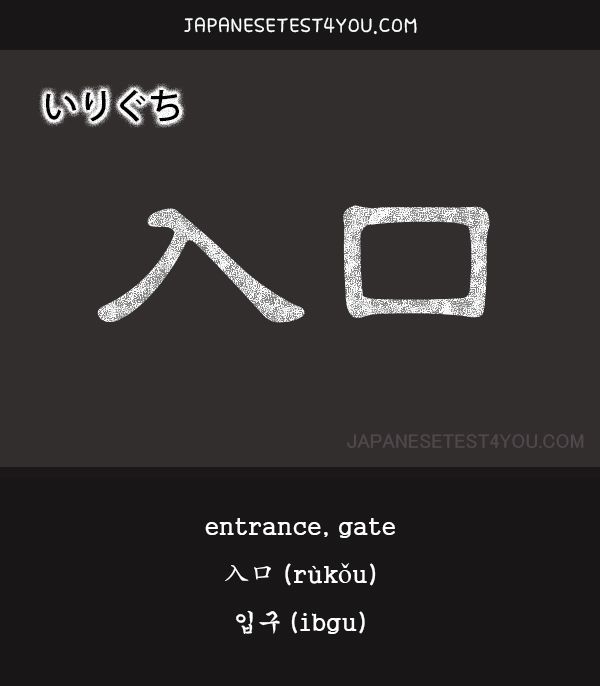 JAPANESETEST4YOU.COM
いりぐち
入口
JAPANESETEST4YOU.COM
entrance, gate
入口 (rùkǒu)
입구 (ibgu)